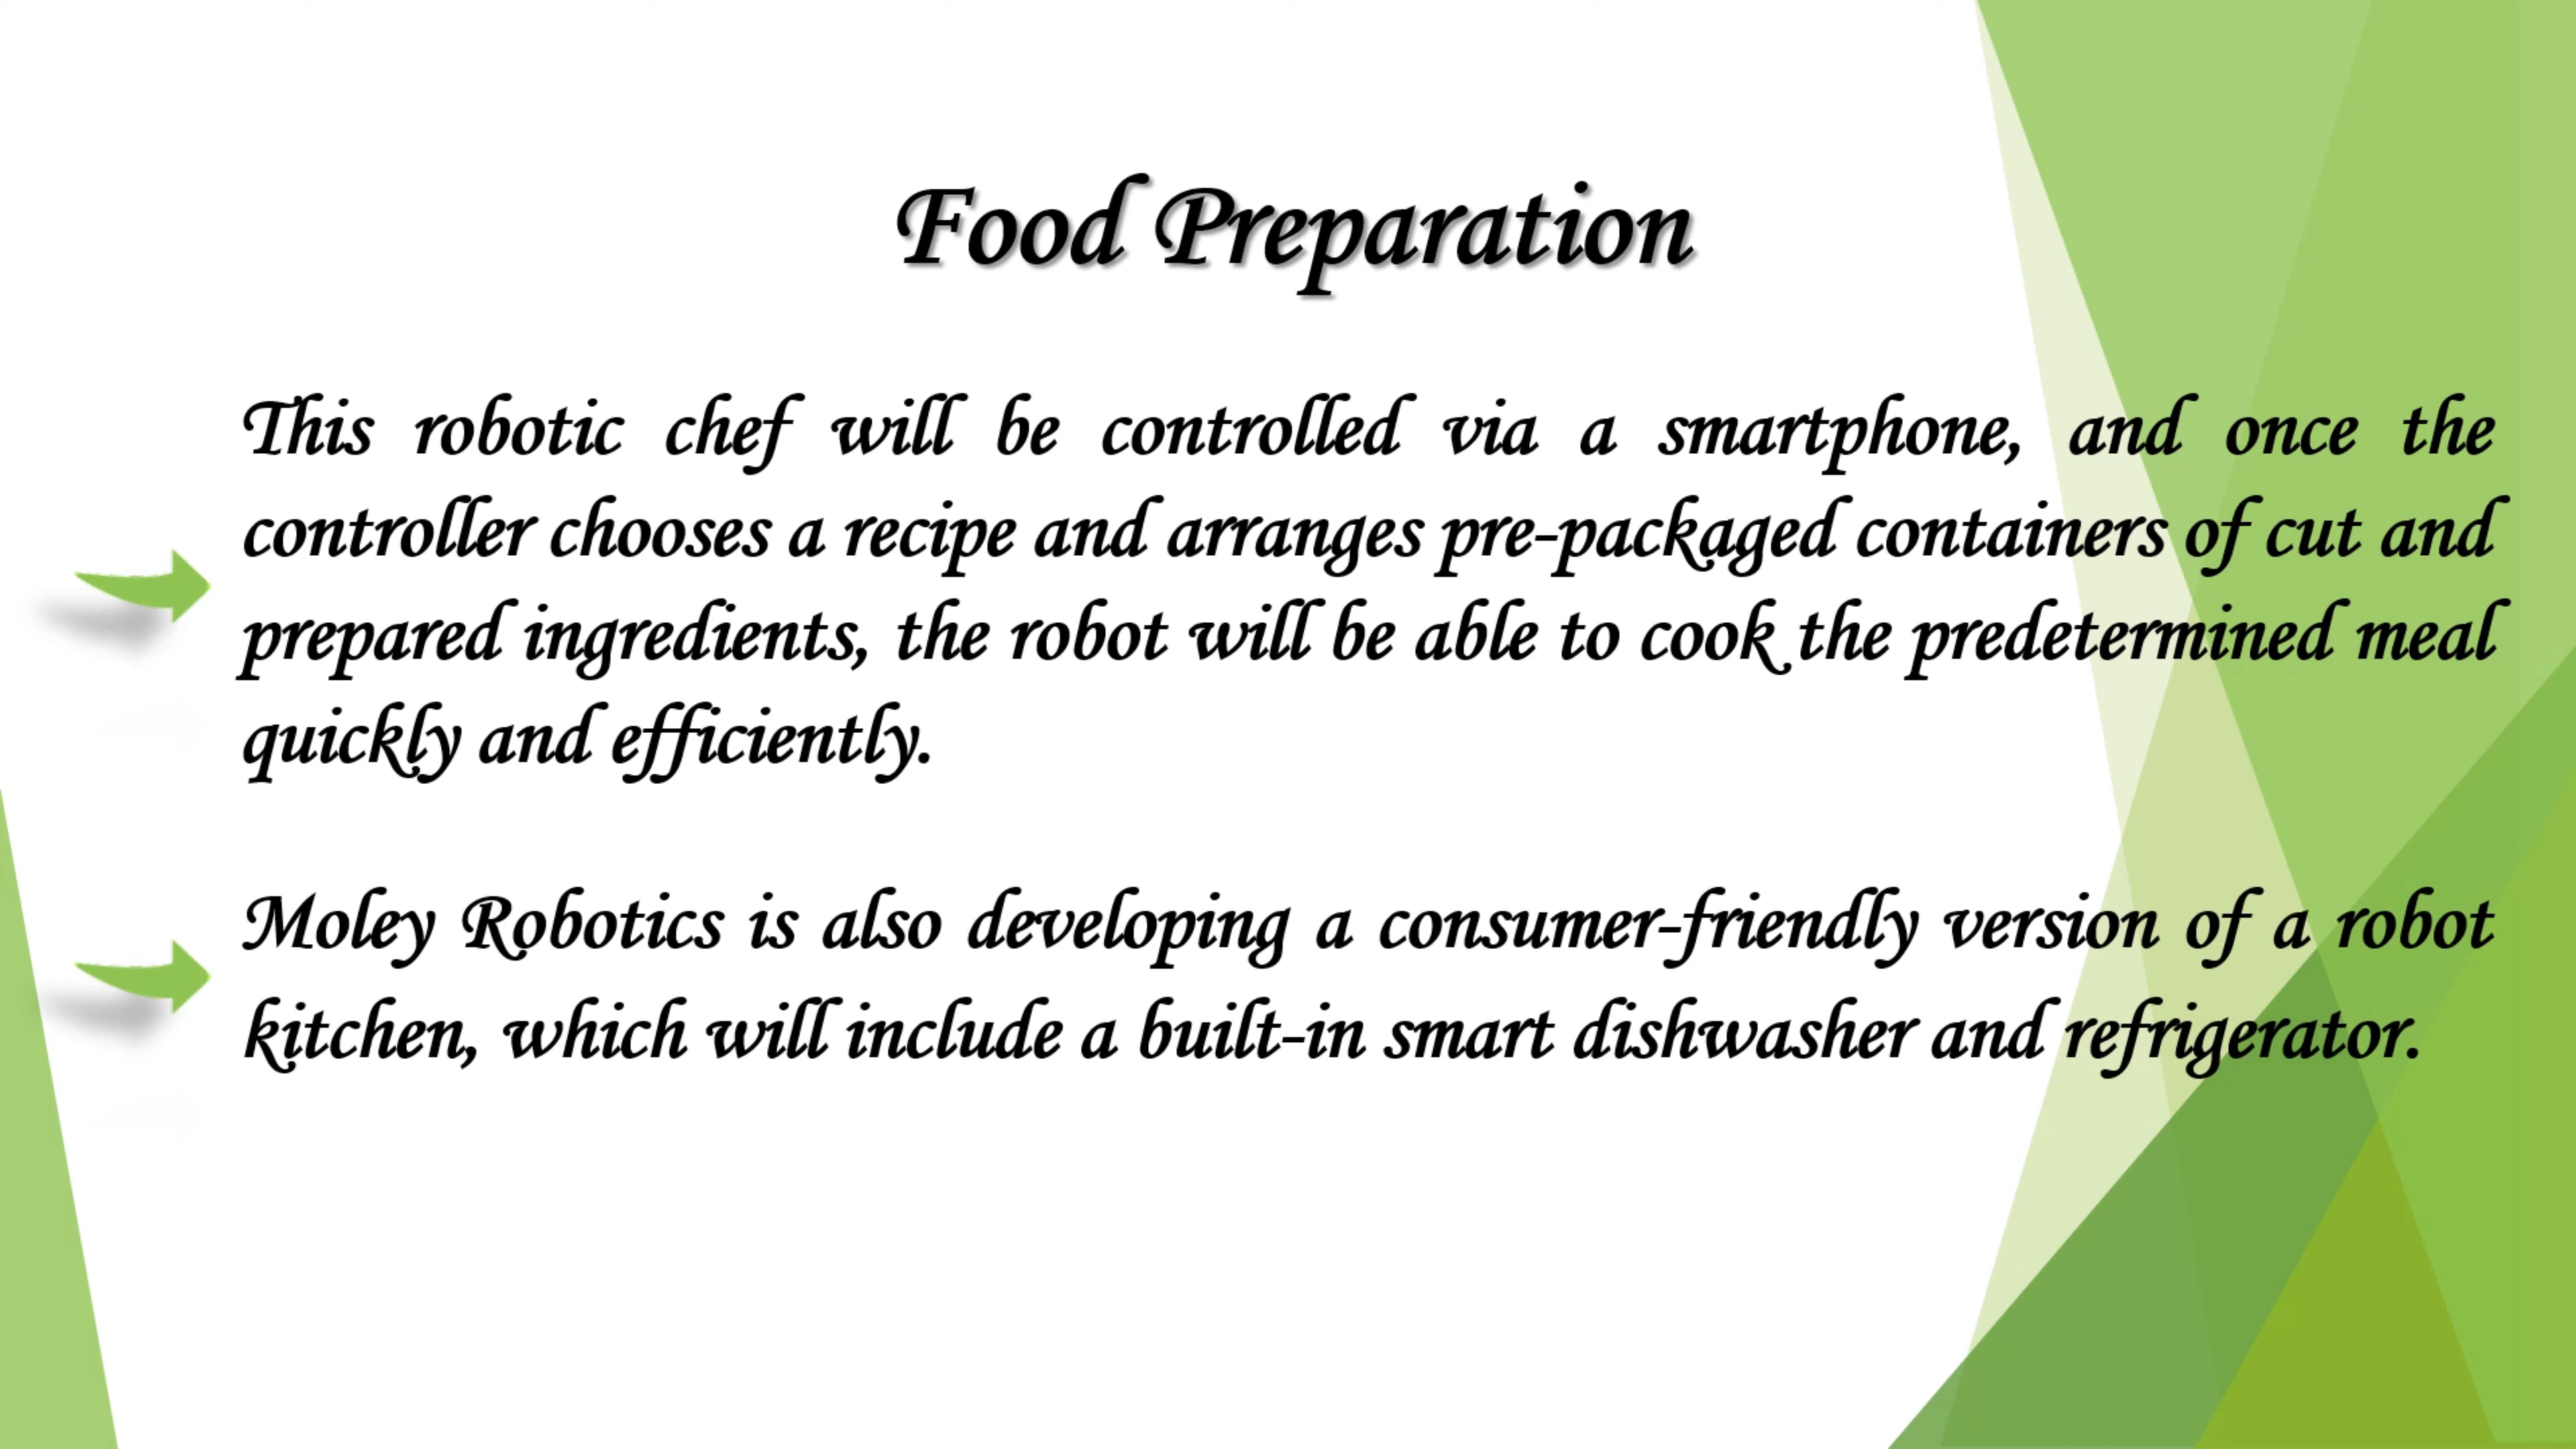 Food Preparation
This robotic chef will be controlled via a smartphone, and once the
controller chooses a recipe and arranges pre-packaged containers of cut and
prepared ingredients, the robot will be able to cook the predetermined meal
quickly and efficiently.
Moley Robotics is also developing a consumer-friendly version of a robot
kitchen, which will include a built-in smart dishwasher and refrigerator.